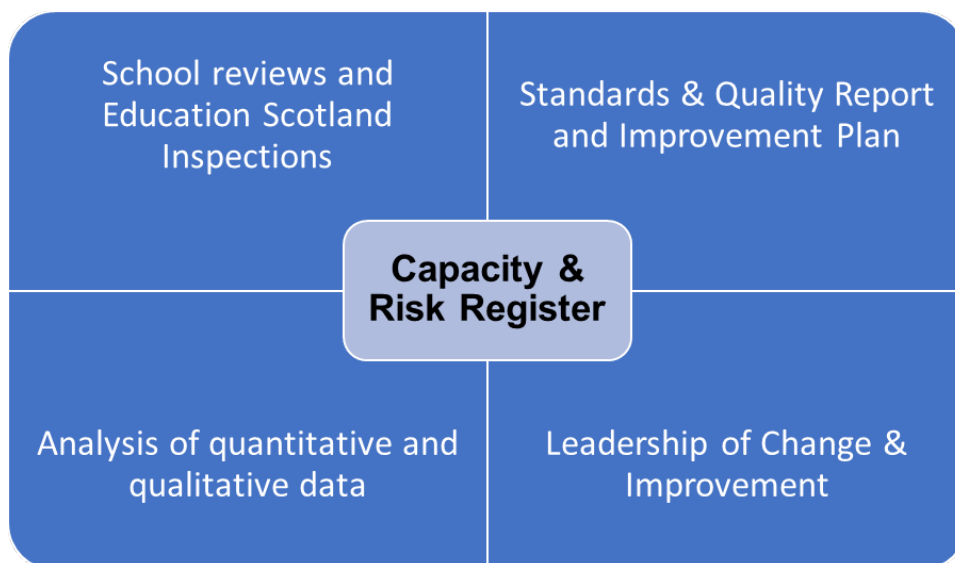 School reviews and
Education Scotland
Inspections
Standards & Quality Report
and Improvement Plan
Capacity &
Risk Register
Analysis of quantitative and
qualitative data
Leadership of Change &
Improvement